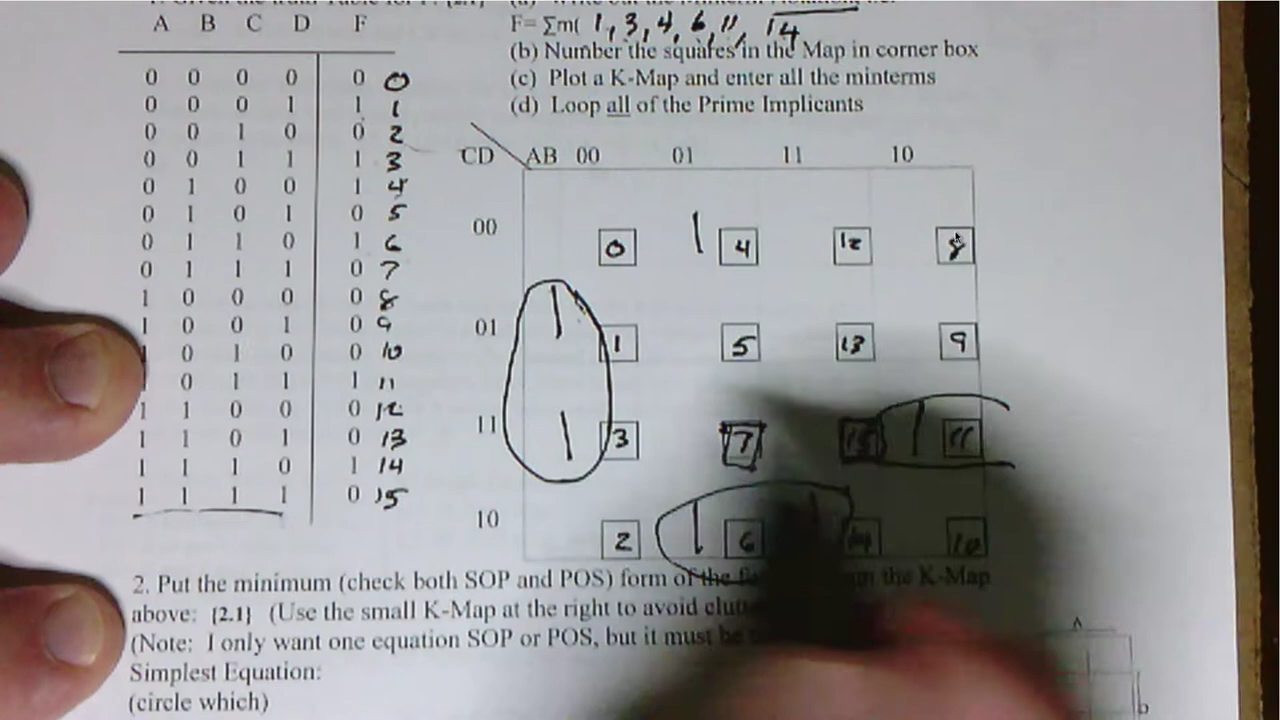 A B C D F
0 0 0 0 0 0
0 0 0 1 1 1
0 0 1 0 0 2
0 0 1 1 1 3
0 1 0 0 1 4
0 1 0 1 0 5
0 1 1 0 1 6
0 1 1 1 0 7
1 0 0 0 0 8
1 0 0 1 0 9
1 0 1 0 0 10
1 0 1 1 1 11
1 1 0 0 0 12
1 1 0 1 0 13
1 1 1 0 1 14
1 1 1 1 0 15
F= Σm( 1, 3, 4, 6, 11, 14
(b) Number the squares in the Map in corner box
(c) Plot a K-Map and enter all the minterms
(d) Loop all of the Prime Implicants
CD AB 00 01 11 10
00 0 1 4 12 8
01 1 1 5 13 9
11 1 3 7 15 1 11
10 2 1 6 1 14 10
2. Put the minimum (check both SOP and POS) form of the the K-Map
above: {2.1} (Use the small K-Map at the right to avoid
(Note: I only want one equation SOP or POS, but it must be
Simplest Equation:
(circle which)
A
D